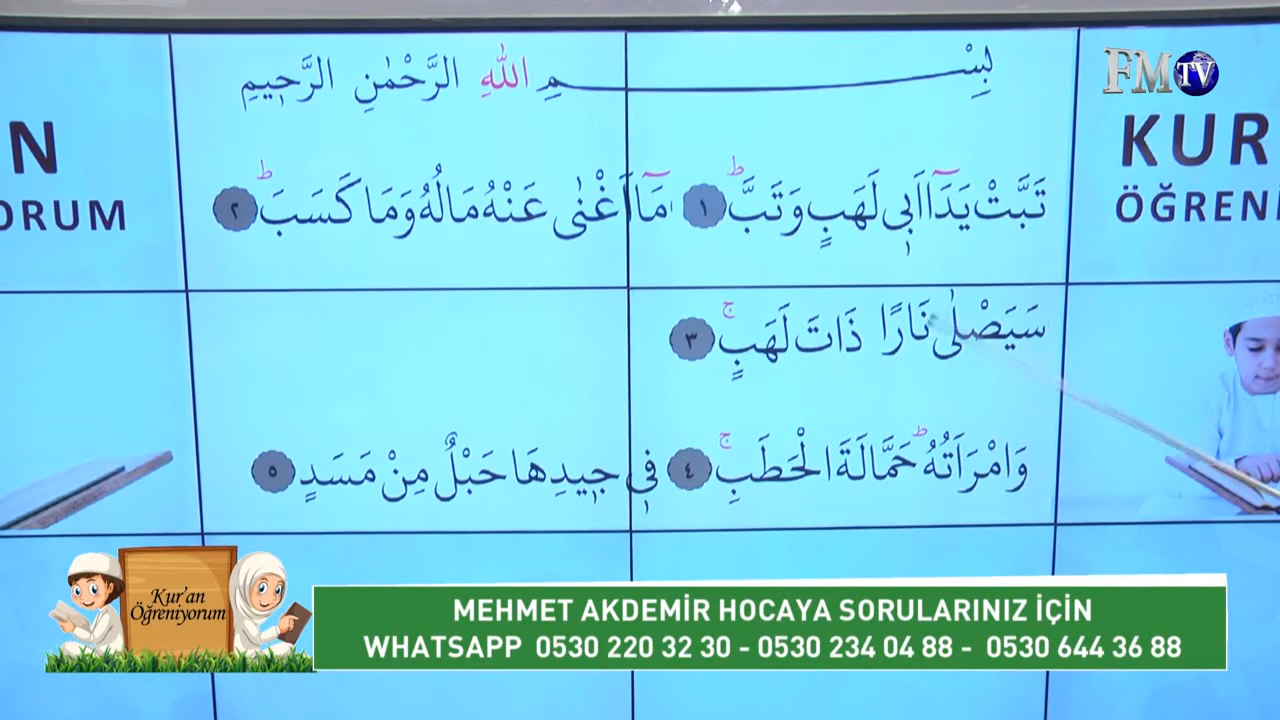 FM TV
بِسْمِ اللهِ الرَّحْمٰنِ الرَّحٖيمِ
تَبَّتْ يَدَٓا اَبٖي لَهَبٍ وَتَبَّ ط ١ مَٓا اَغْنٰى عَنْهُ مَالُهُ وَمَا كَسَبَ ط ٢
سَيَصْلٰى نَارًا ذَاتَ لَهَبٍ ج ٣
وَامْرَاَتُهُ ط حَمَّالَةَ الْحَطَبِ ج ٤ فٖي جٖيدِهَا حَبْلٌ مِنْ مَسَدٍ ٥
N
ORUM
KUR
ÖĞRENİ
Kur'an
Öğreniyorum
MEHMET AKDEMİR HOCAYA SORULARINIZ İÇİN
WHATSAPP 0530 220 32 30 - 0530 234 04 88 - 0530 644 36 88